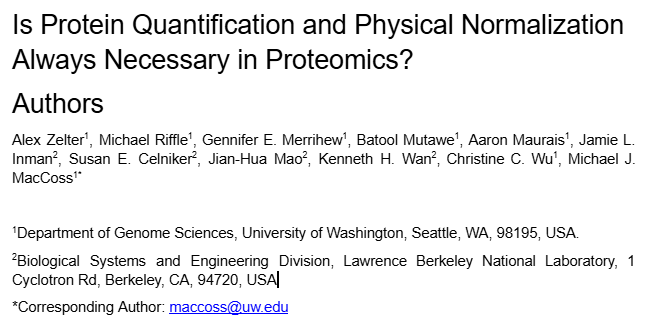 Is Protein Quantification and Physical Normalization
Always Necessary in Proteomics?
Authors
Alex Zelter¹, Michael Riffle¹, Gennifer E. Merrihew¹, Batool Mutawe¹, Aaron Maurais¹, Jamie L.
Inman², Susan E. Celniker², Jian-Hua Mao², Kenneth H. Wan², Christine C. Wu¹, Michael J.
MacCoss¹*
¹Department of Genome Sciences, University of Washington, Seattle, WA, 98195, USA.
²Biological Systems and Engineering Division, Lawrence Berkeley National Laboratory, 1
Cyclotron Rd, Berkeley, CA, 94720, USA
*Corresponding Author: maccoss@uw.edu